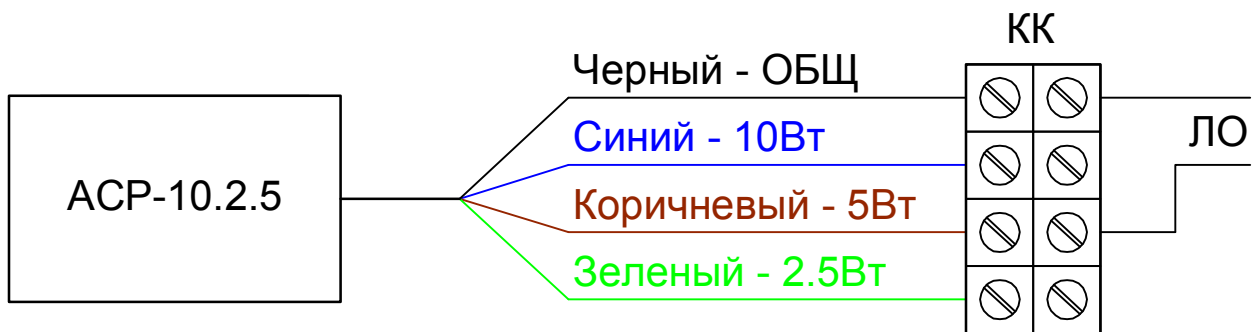 КК
Черный - ОБЩ
ЛО
Синий - 10Вт
АСР-10.2.5
Коричневый - 5Вт
Зеленый - 2.5Вт